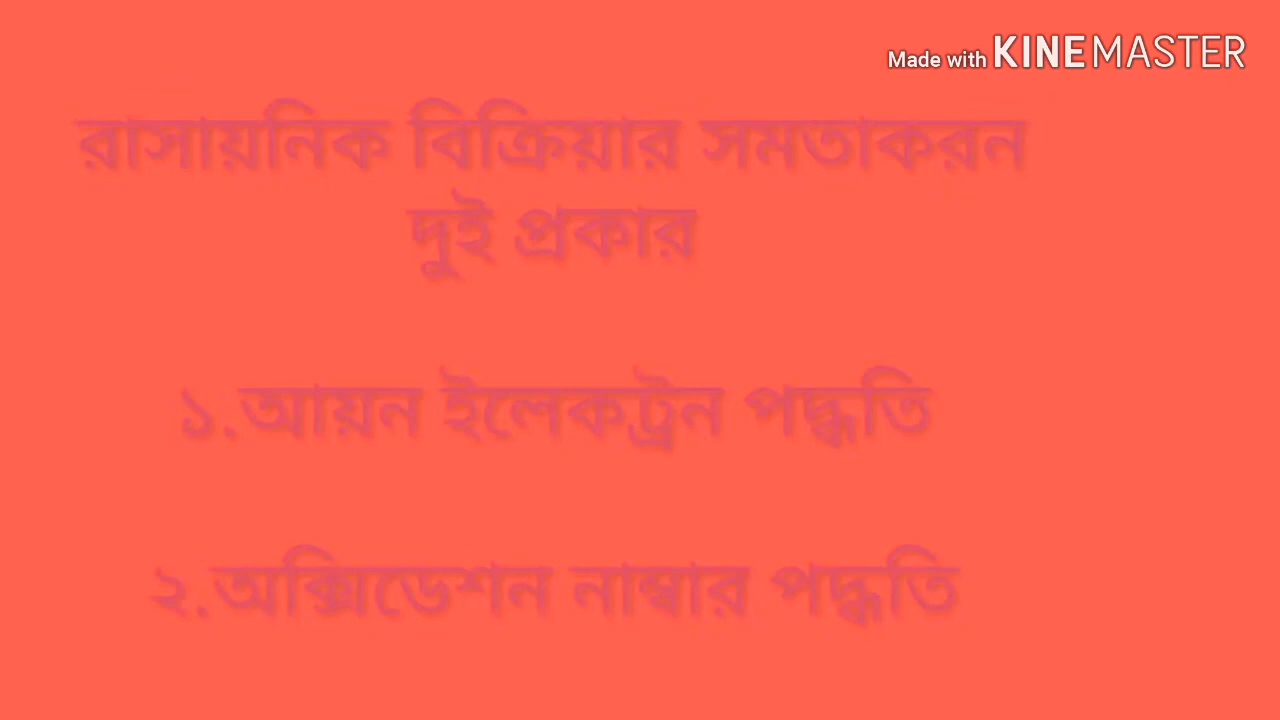 Made with KINEMASTER
রাসায়নিক বিক্রিয়ার সমতাকরন
দুই প্রকার
১.আয়ন ইলেকট্রন পদ্ধতি
২.অক্সিডেশন নাম্বার পদ্ধতি